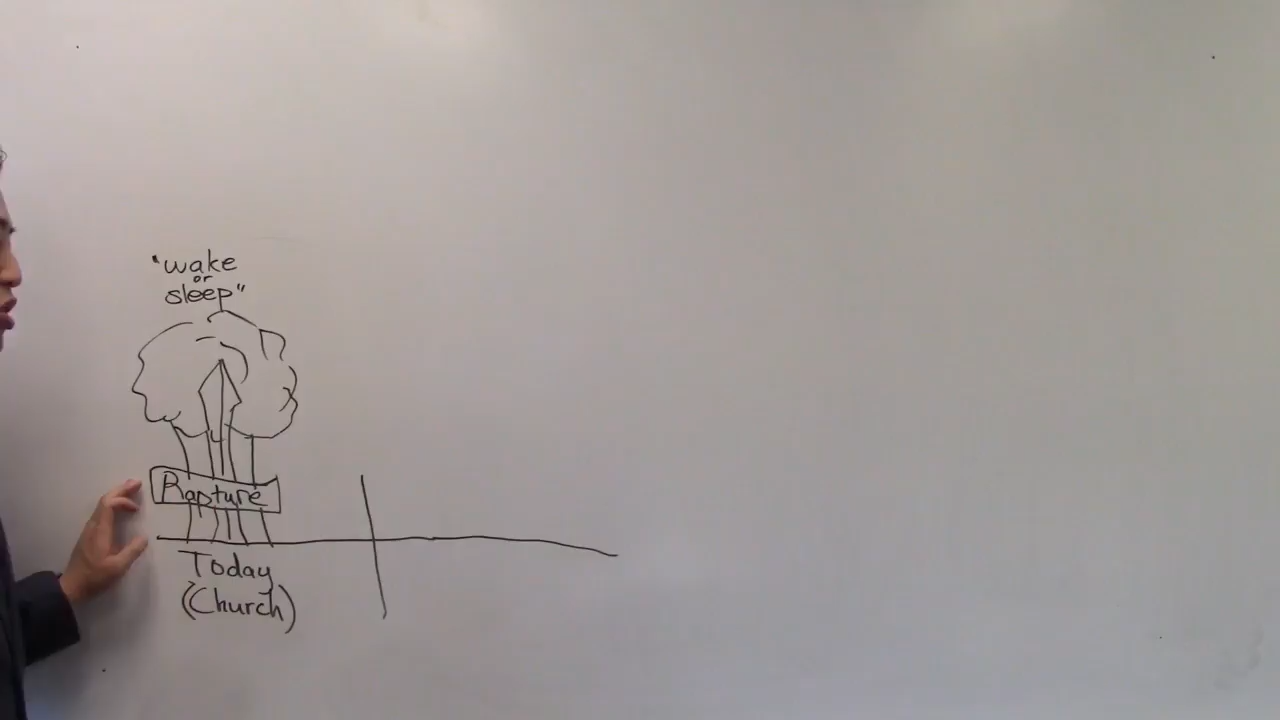 "wake
or
sleep"
Rapture
Today
(Church)